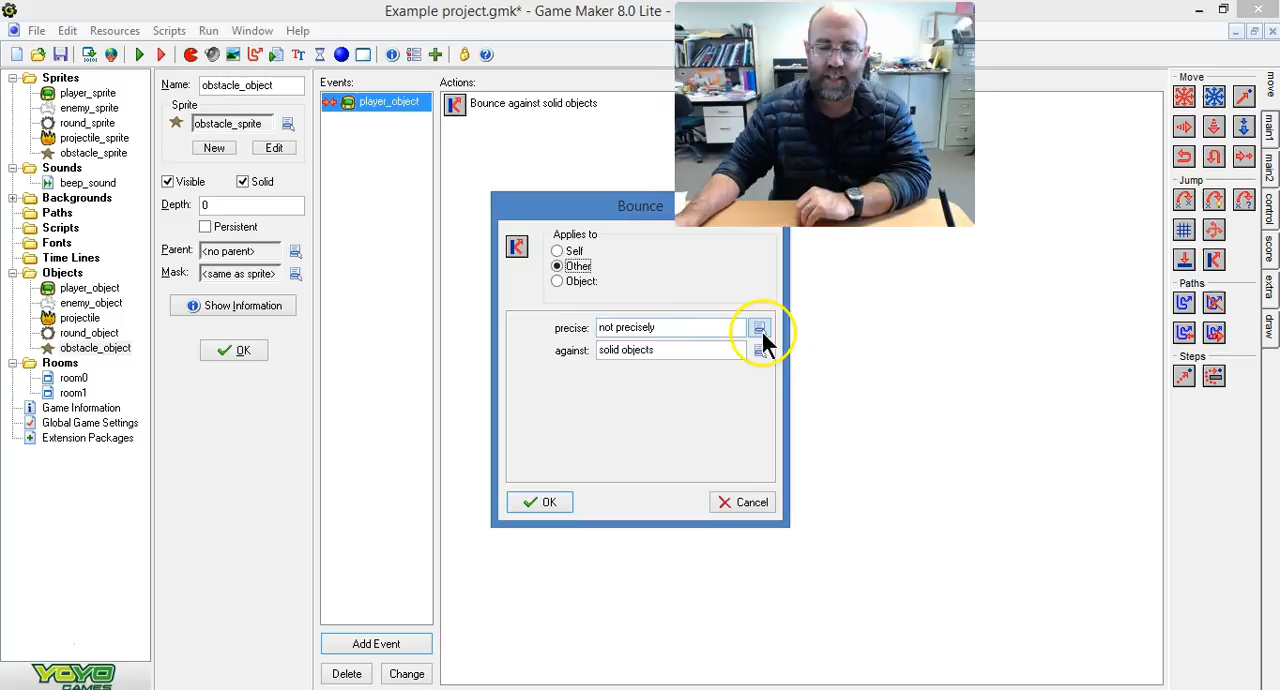 Example project.gmk* - Game Maker 8.0 Lite -
File Edit Resources Scripts Run Window Help
Sprites
player_sprite
enemy_sprite
round_sprite
projectile_sprite
obstacle_sprite
Sounds
beep_sound
Backgrounds
Paths
Scripts
Fonts
Time Lines
Objects
player_object
enemy_object
projectile
round_object
obstacle_object
Rooms
room0
room1
Game Information
Global Game Settings
Extension Packages
YOYO
GAMES
Name: obstacle_object
Sprite
obstacle_sprite
New Edit
Visible Solid
Depth: 0
Persistent
Parent: <no parent>
Mask: <same as sprite>
Show Information
OK
Events:
player_object
Add Event
Delete Change
Actions:
Bounce against solid objects
Bounce
Applies to
Self
Other
Object:
precise: not precisely
against: solid objects
OK Cancel
Move
Jump
Paths
Steps
move
main1
main2
control
score
extra
draw